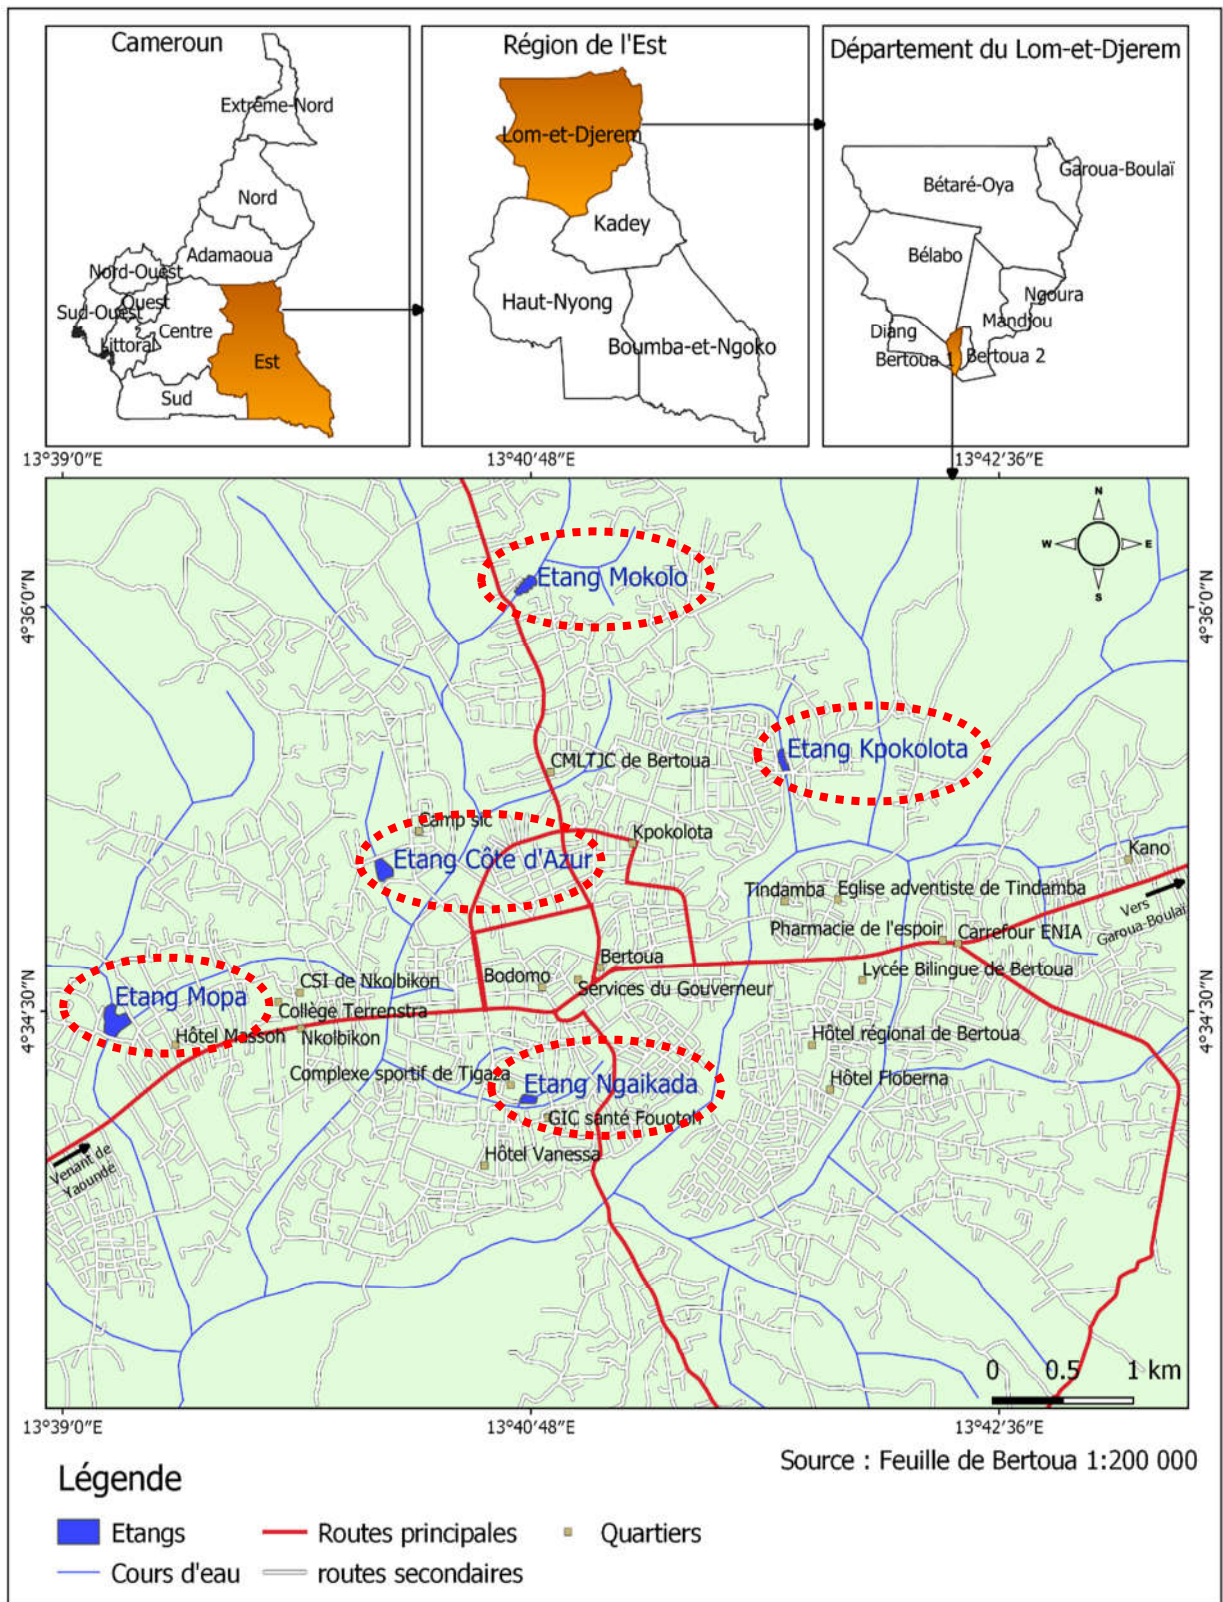 Cameroun
Extrême-Nord
Nord
Adamaoua
Nord-Ouest
Ouest
Sud-Ouest
Centre
Littoral
Est
Sud
Région de l'Est
Lom-et-Djerem
Kadey
Haut-Nyong
Boumba-et-Ngoko
Département du Lom-et-Djerem
Garoua-Boulaï
Bétaré-Oya
Bélabo
Ngoura
Mandjou
Diang
Bertoua 1
Bertoua 2
13°39'0"E
13°40'48"E
13°42'36"E
N
W
E
S
4°36'0"N
4°36'0"N
Etang Mokolo
Etang Kpokolota
CMLTJC de Bertoua
Camp sic
Kpokolota
Etang Côte d'Azur
Kano
Tindamba
Eglise adventiste de Tindamba
Vers
Garoua-Boulaï
Pharmacie de l'espoir
Carrefour ENIA
Bertoua
Lycée Bilingue de Bertoua
CSI de Nkolbikon
Bodomo
Services du Gouverneur
Etang Mopa
Collège Terrenstra
4°34'30"N
4°34'30"N
Hôtel Massoh
Nkolbikon
Hôtel régional de Bertoua
Complexe sportif de Tigaza
Etang Ngaikada
Hôtel Floberna
GIC santé Fouotoh
Hôtel Vanessa
Venant de
Yaoundé
0 0.5 1 km
13°39'0"E
13°40'48"E
13°42'36"E
Source : Feuille de Bertoua 1:200 000
Légende
Etangs
Routes principales
Quartiers
Cours d'eau
routes secondaires